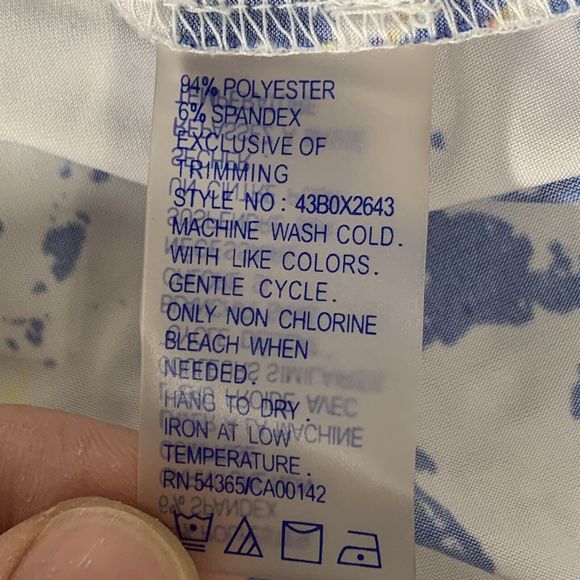 94% POLYESTER
6% SPANDEX
EXCLUSIVE OF
TRIMMING
STYLE NO : 43B0X2643
MACHINE WASH COLD.
WITH LIKE COLORS.
GENTLE CYCLE.
ONLY NON CHLORINE
BLEACH WHEN
NEEDED.
HANG TO DRY.
IRON AT LOW
TEMPERATURE.
RN 54365/CA00142